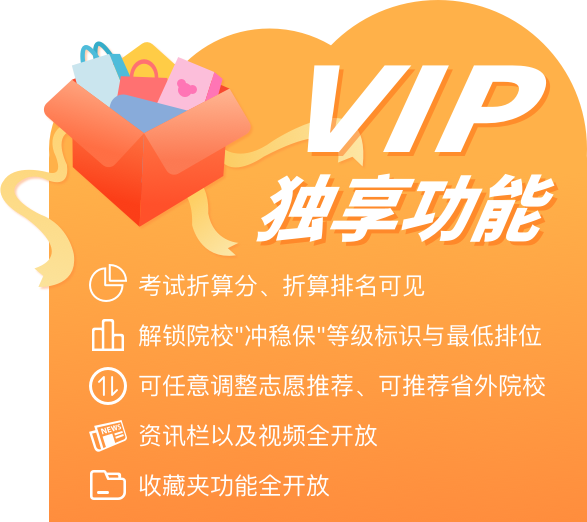 VIP
独享功能
考试折算分、折算排名可见
解锁院校"冲稳保"等级标识与最低排位
可任意调整志愿推荐、可推荐省外院校
NEWS
资讯栏以及视频全开放
收藏夹功能全开放